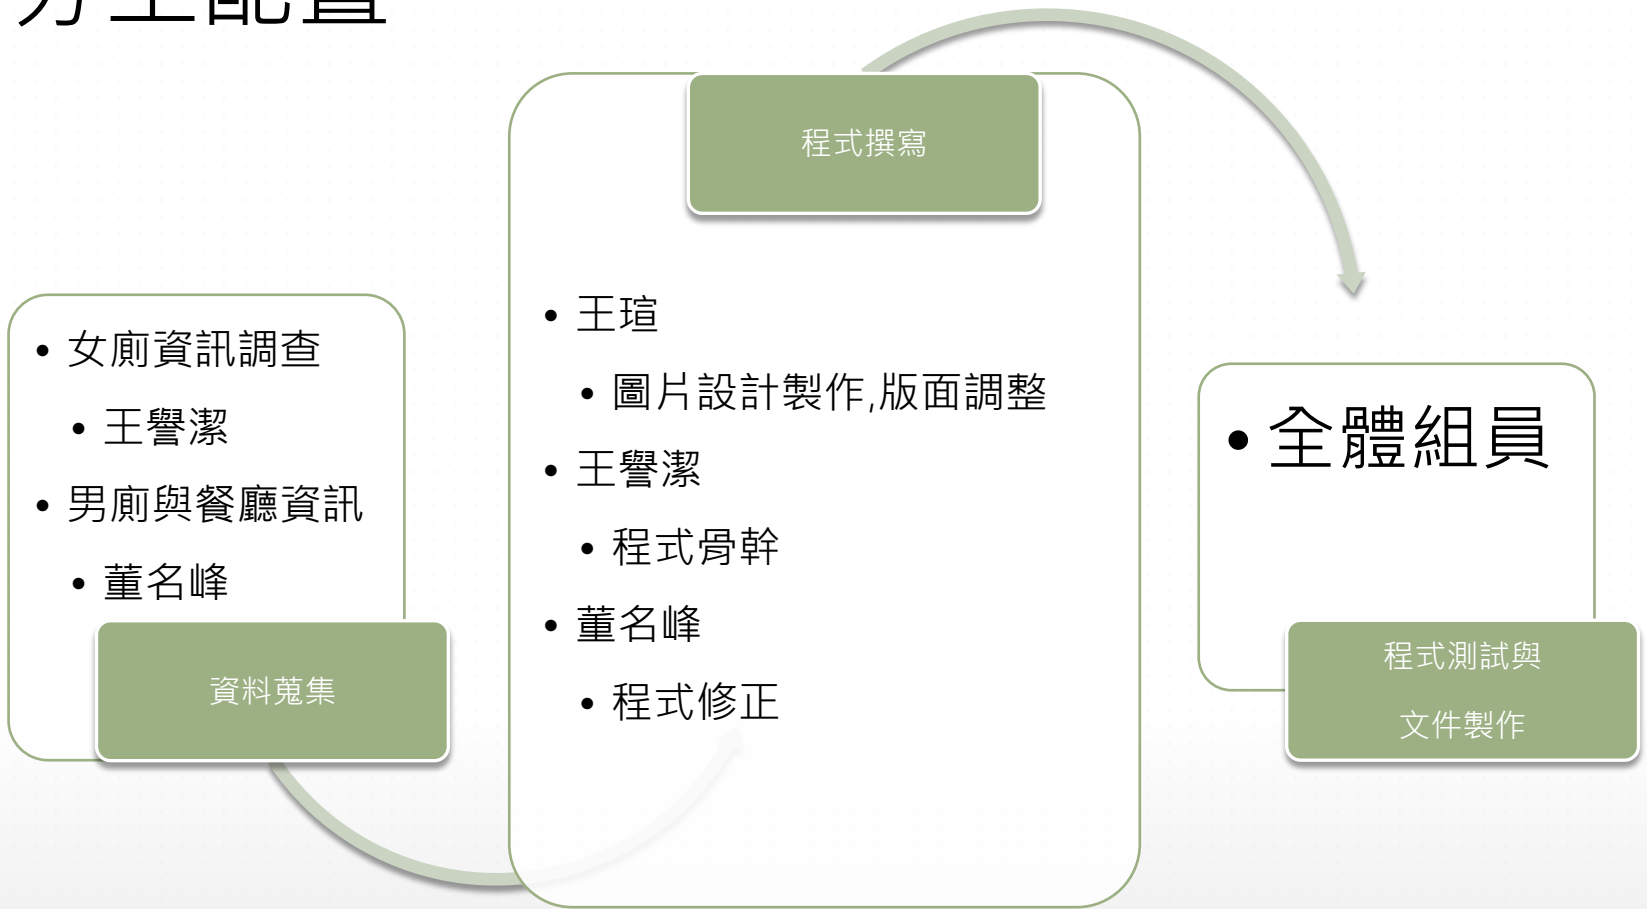 分工配置
• 女廁資訊調查
• 王譽潔
• 男廁與餐廳資訊
• 董名峰
資料蒐集
程式撰寫
• 王瑄
• 圖片設計製作,版面調整
• 王譽潔
• 程式骨幹
• 董名峰
• 程式修正
• 全體組員
程式測試與
文件製作